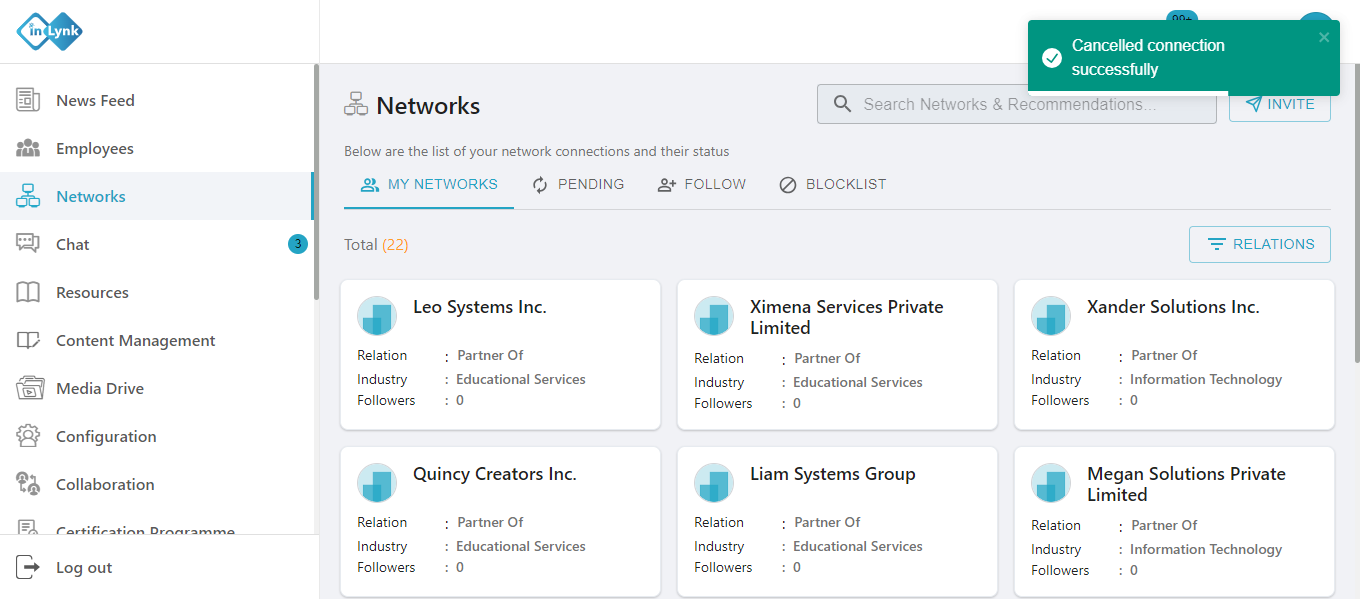 inLynk
99+
Cancelled connection
successfully
News Feed
Employees
Networks
Chat
3
Resources
Content Management
Media Drive
Configuration
Collaboration
Certification Programme
Log out
Networks
Search Networks & Recommendations...
INVITE
Below are the list of your network connections and their status
MY NETWORKS
PENDING
FOLLOW
BLOCKLIST
Total (22)
RELATIONS
Leo Systems Inc.
Relation : Partner Of
Industry : Educational Services
Followers : 0
Ximena Services Private
Limited
Relation : Partner Of
Industry : Educational Services
Followers : 0
Xander Solutions Inc.
Relation : Partner Of
Industry : Information Technology
Followers : 0
Quincy Creators Inc.
Relation : Partner Of
Industry : Educational Services
Followers : 0
Liam Systems Group
Relation : Partner Of
Industry : Educational Services
Followers : 0
Megan Solutions Private
Limited
Relation : Partner Of
Industry : Information Technology
Followers : 0